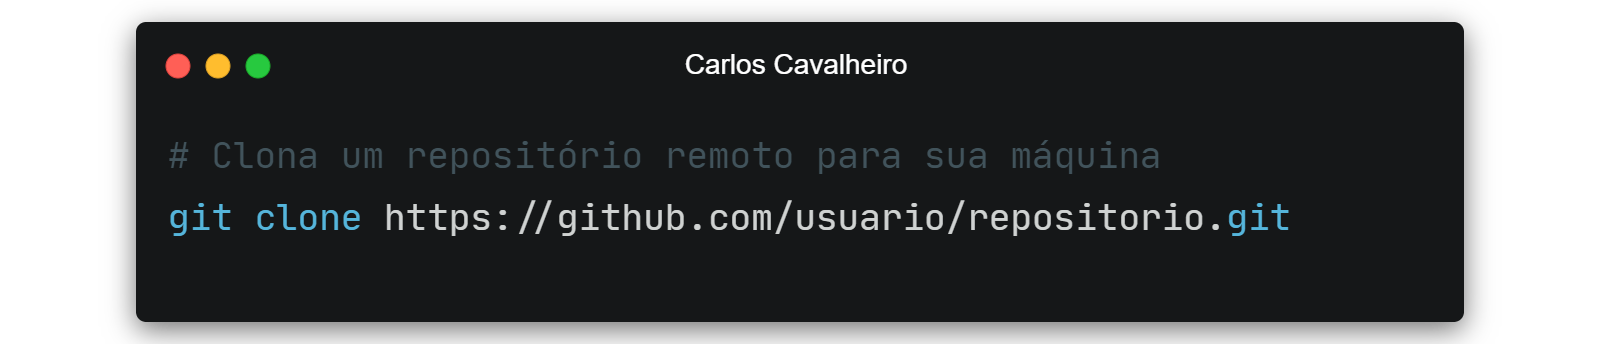 Carlos Cavalheiro
# Clona um repositório remoto para sua máquina
git clone https://github.com/usuario/repositorio.git